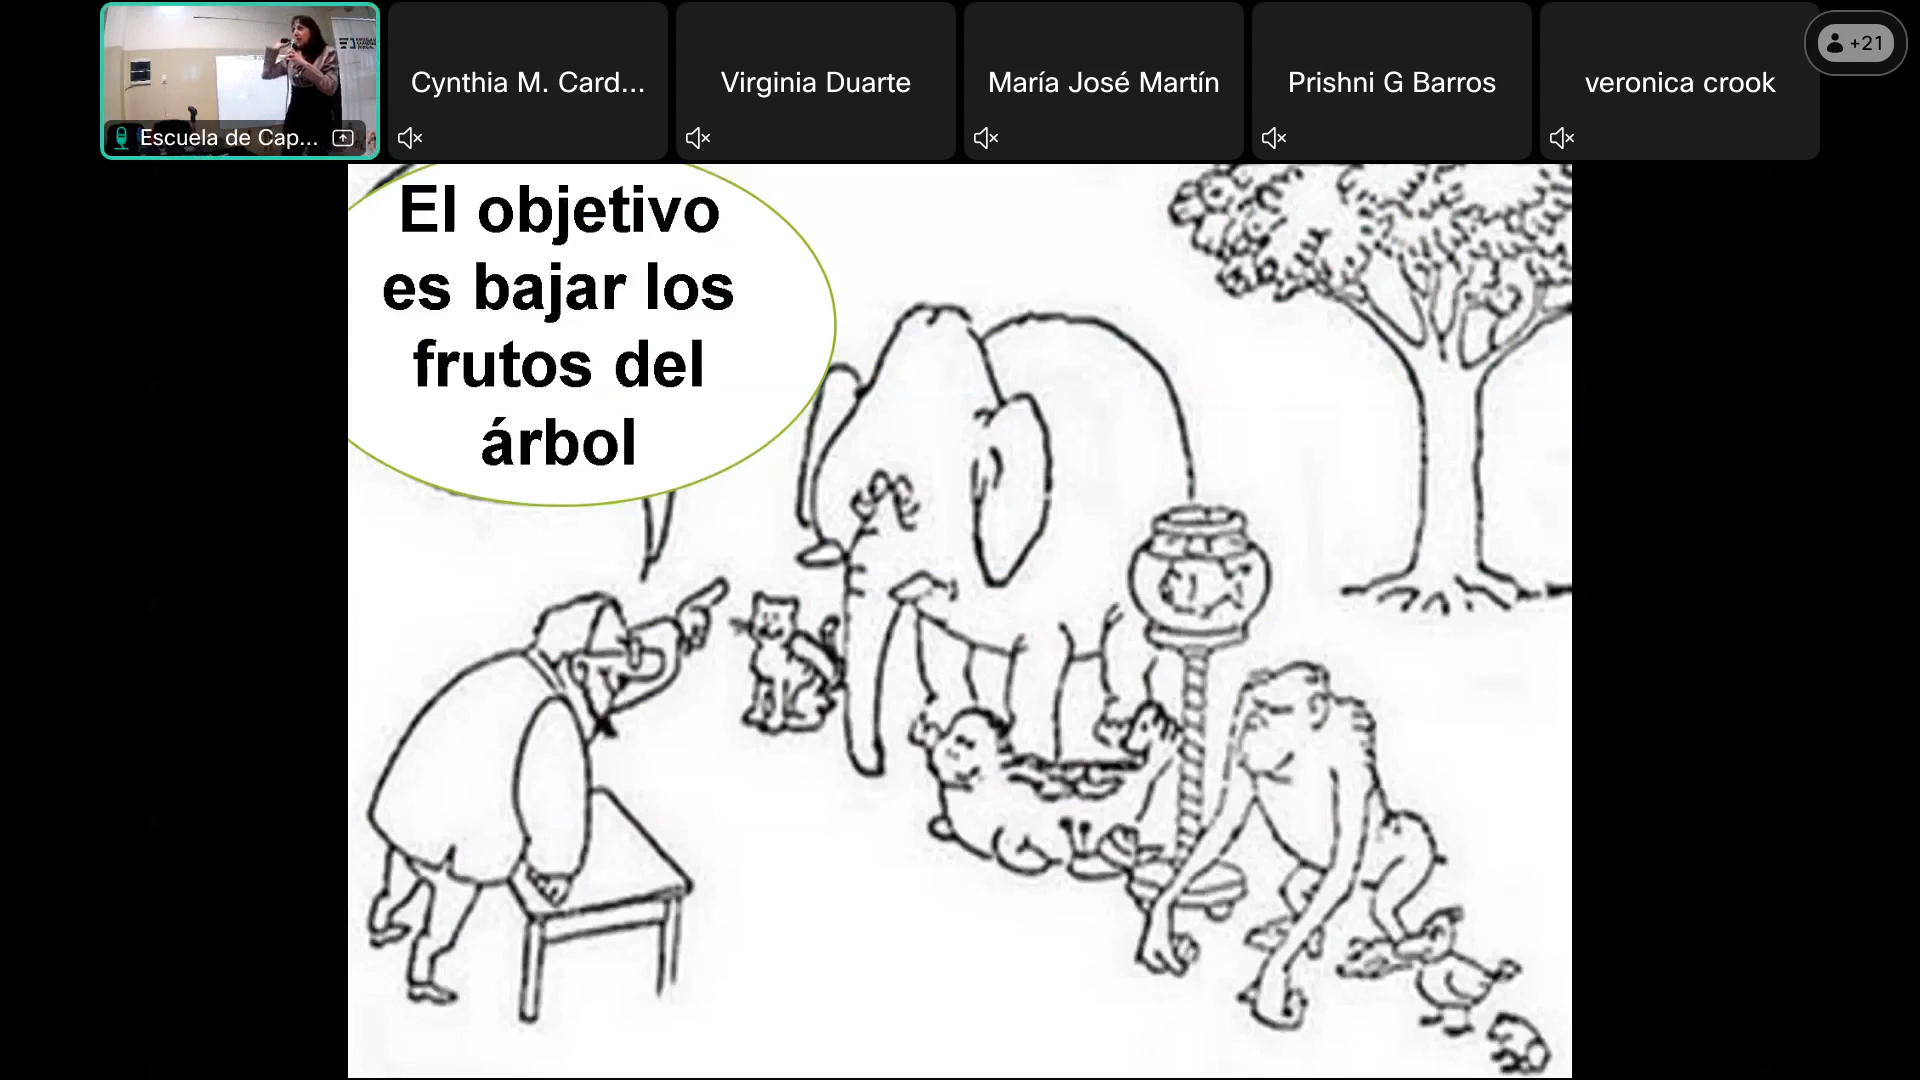 Escuela de Cap...
Cynthia M. Card...
Virginia Duarte
María José Martín
Prishni G Barros
veronica crook
+21
El objetivo
es bajar los
frutos del
árbol